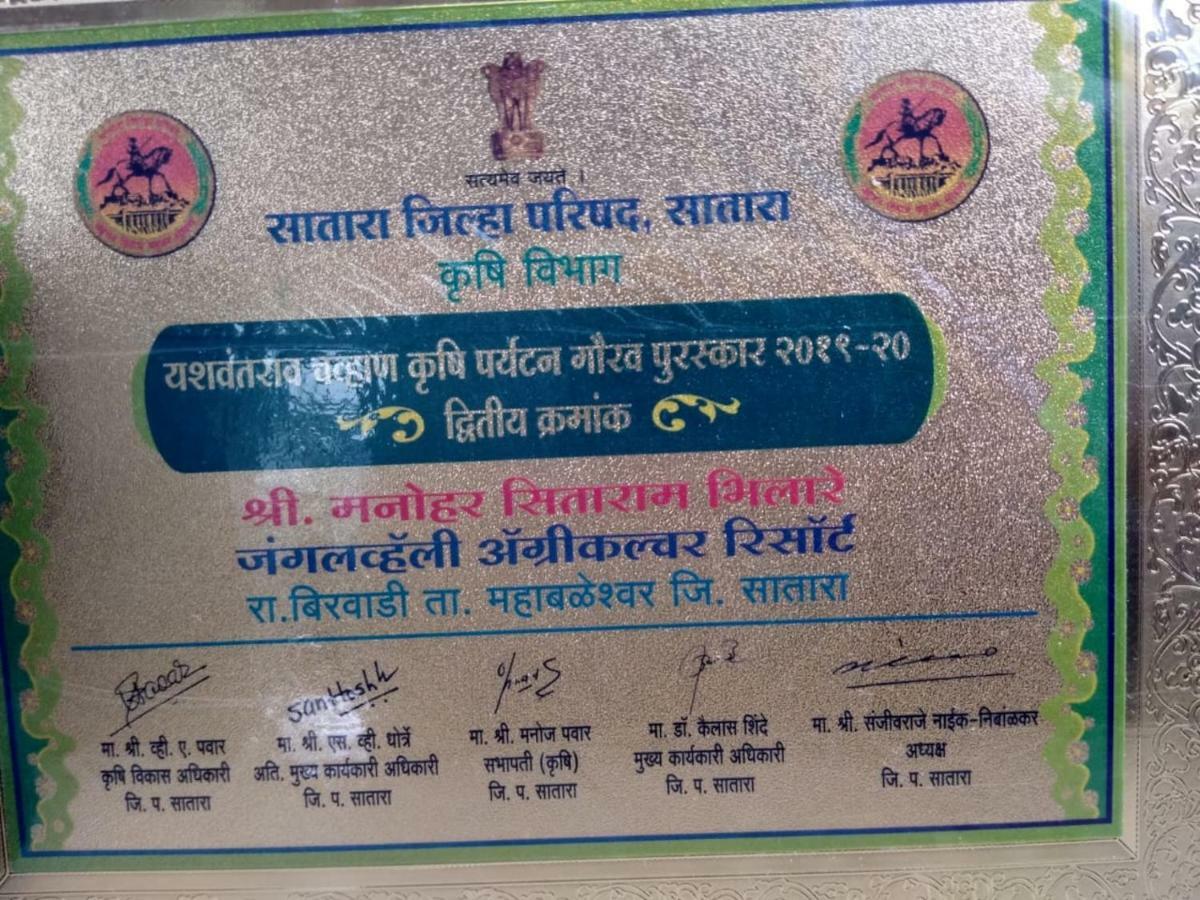 सत्यमेव जयते ।
सातारा जिल्हा परिषद, सातारा
कृषि विभाग
यशवंतराव चव्हाण कृषि पर्यटन गौरव पुरस्कार २०१९-२०
द्वितीय क्रमांक
श्री. मनोहर सिताराम भिलारे
जंगलव्हॅली ॲग्रीकल्चर रिसॉर्ट
रा.बिरवाडी ता. महाबळेश्वर जि. सातारा
Santosh
मा. श्री. व्ही. ए. पवार
कृषि विकास अधिकारी
जि. प. सातारा
मा. श्री. एस. व्ही. धोत्रे
अति. मुख्य कार्यकारी अधिकारी
जि. प. सातारा
मा. श्री. मनोज पवार
सभापती (कृषि)
जि. प. सातारा
मा. डॉ. कैलास शिंदे
मुख्य कार्यकारी अधिकारी
जि. प. सातारा
मा. श्री. संजीवराजे नाईक-निबांळकर
अध्यक्ष
जि. प. सातारा